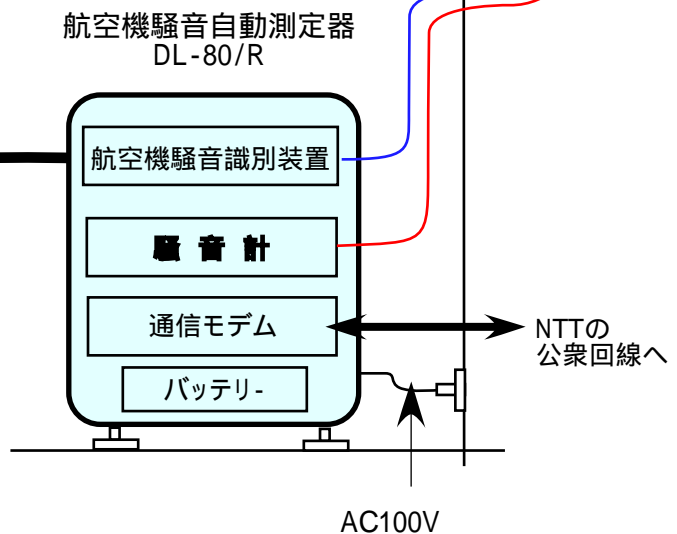 航空機騒音自動測定器
DL-80/R
航空機騒音識別装置
騒 音 計
通信モデム
NTTの
公衆回線へ
バッテリ-
AC100V